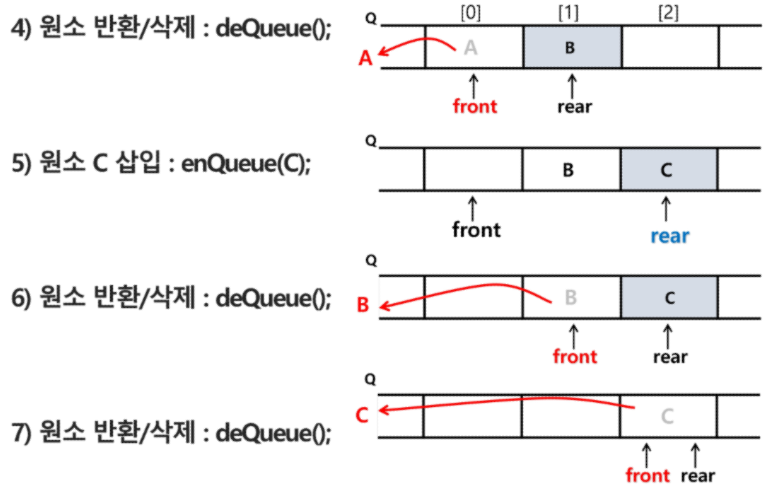 Q [0] [1] [2]
4) 원소 반환/삭제 : deQueue();
A A B
front rear
Q
5) 원소 C 삽입 : enQueue(C);
B C
front rear
Q
6) 원소 반환/삭제 : deQueue();
B B C
front rear
Q
7) 원소 반환/삭제 : deQueue();
C C
front rear